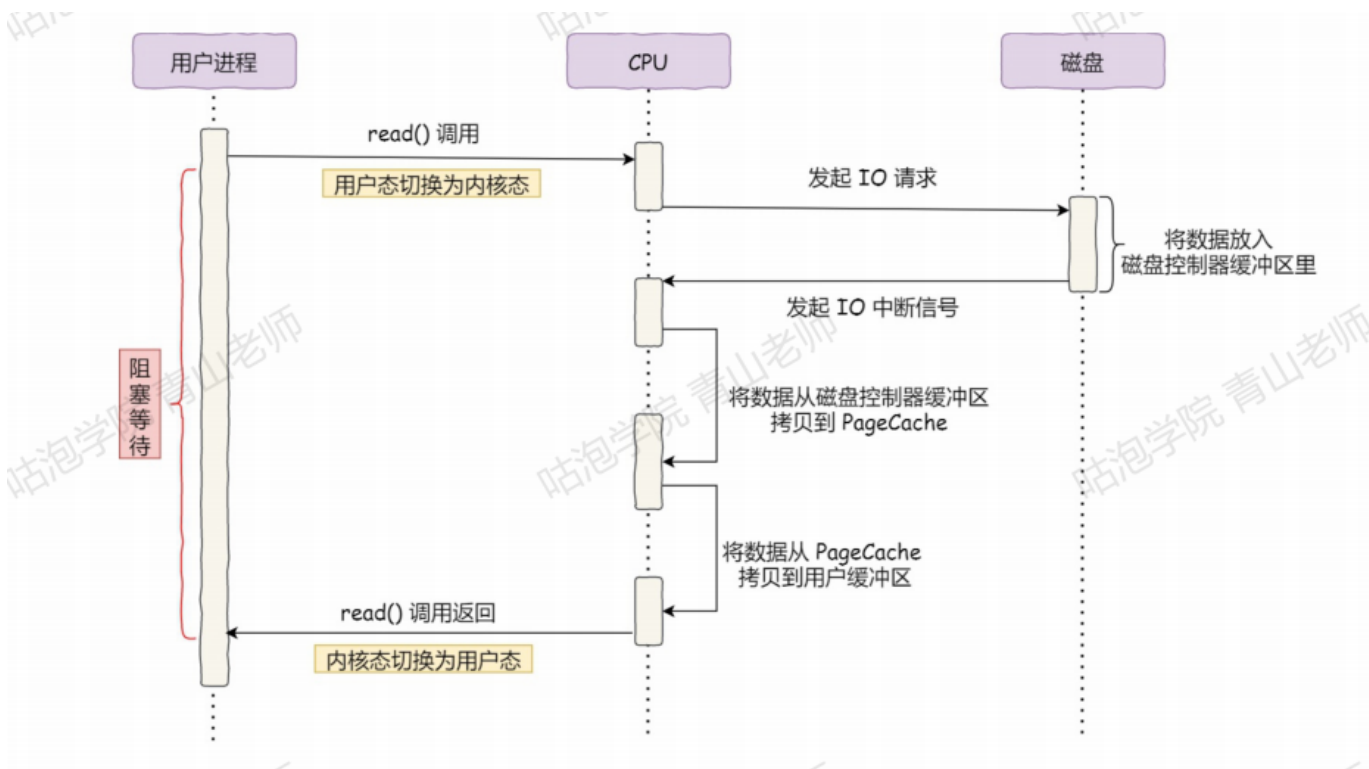 用户进程
CPU
磁盘
read() 调用
用户态切换为内核态
发起 IO 请求
将数据放入
磁盘控制器缓冲区里
发起 IO 中断信号
阻塞等待
将数据从磁盘控制器缓冲区
拷贝到 PageCache
将数据从 PageCache
拷贝到用户缓冲区
read() 调用返回
内核态切换为用户态
咕泡学院 青山老师
咕泡学院 青山老师
咕泡学院 青山老师